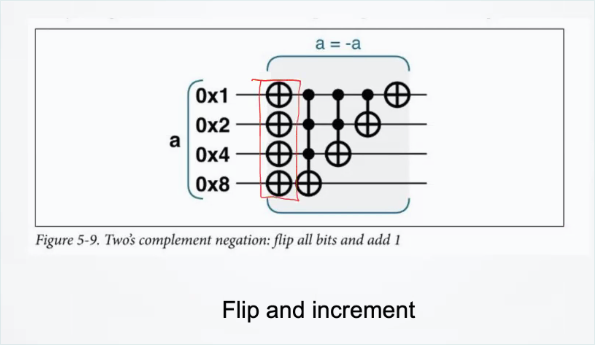 a = -a
0x1
0x2
a
0x4
0x8
Figure 5-9. Two's complement negation: flip all bits and add 1
Flip and increment